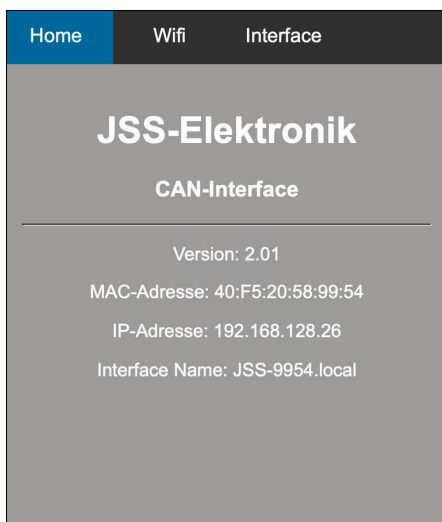 Home Wifi Interface
JSS-Elektronik
CAN-Interface
Version: 2.01
MAC-Adresse: 40:F5:20:58:99:54
IP-Adresse: 192.168.128.26
Interface Name: JSS-9954.local